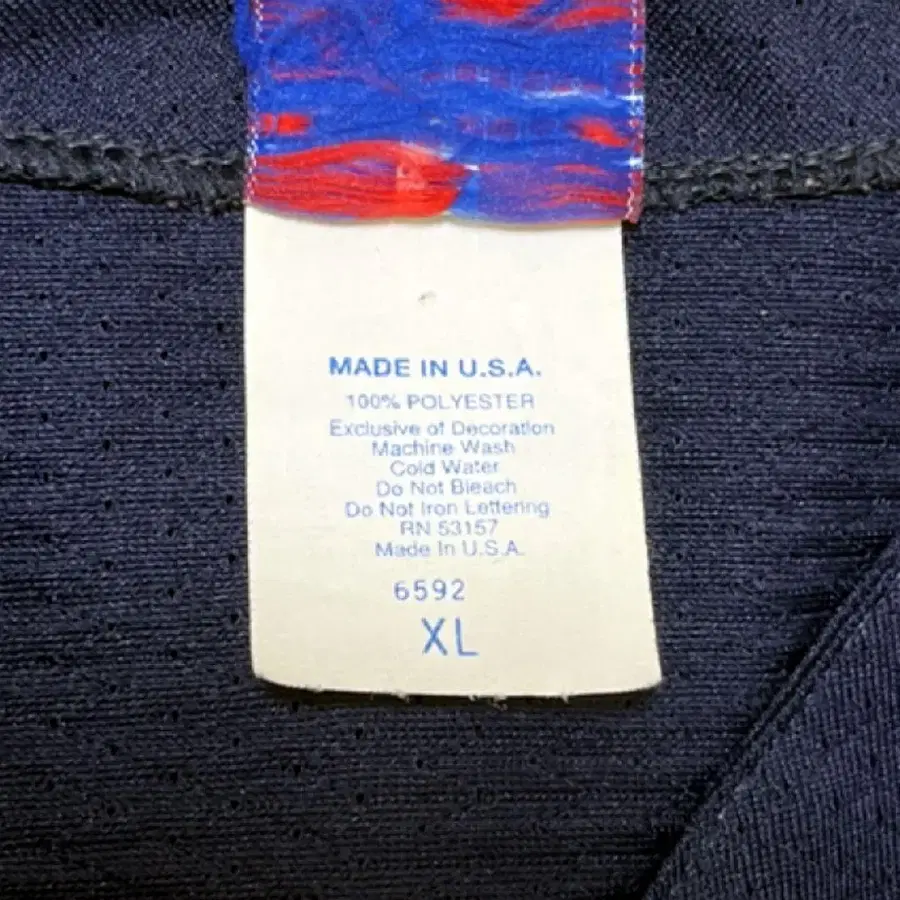 MADE IN U.S.A.
100% POLYESTER
Exclusive of Decoration
Machine Wash
Cold Water
Do Not Bleach
Do Not Iron Lettering
RN 53157
Made In U.S.A.
6592
XL